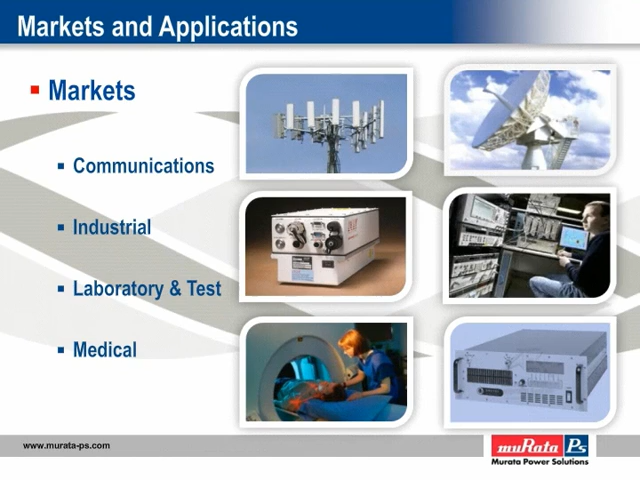 Markets and Applications
Markets
Communications
Industrial
Laboratory & Test
Medical
www.murata-ps.com
muRata Ps
Murata Power Solutions